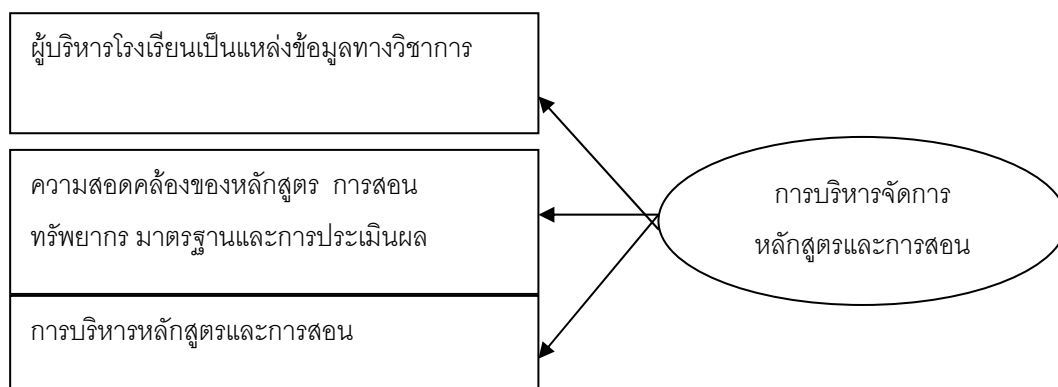 ผู้บริหารโรงเรียนเป็นแหล่งข้อมูลทางวิชาการ
ความสอดคล้องของหลักสูตร การสอน
ทรัพยากร มาตรฐานและการประเมินผล
การบริหารหลักสูตรและการสอน
การบริหารจัดการ
หลักสูตรและการสอน